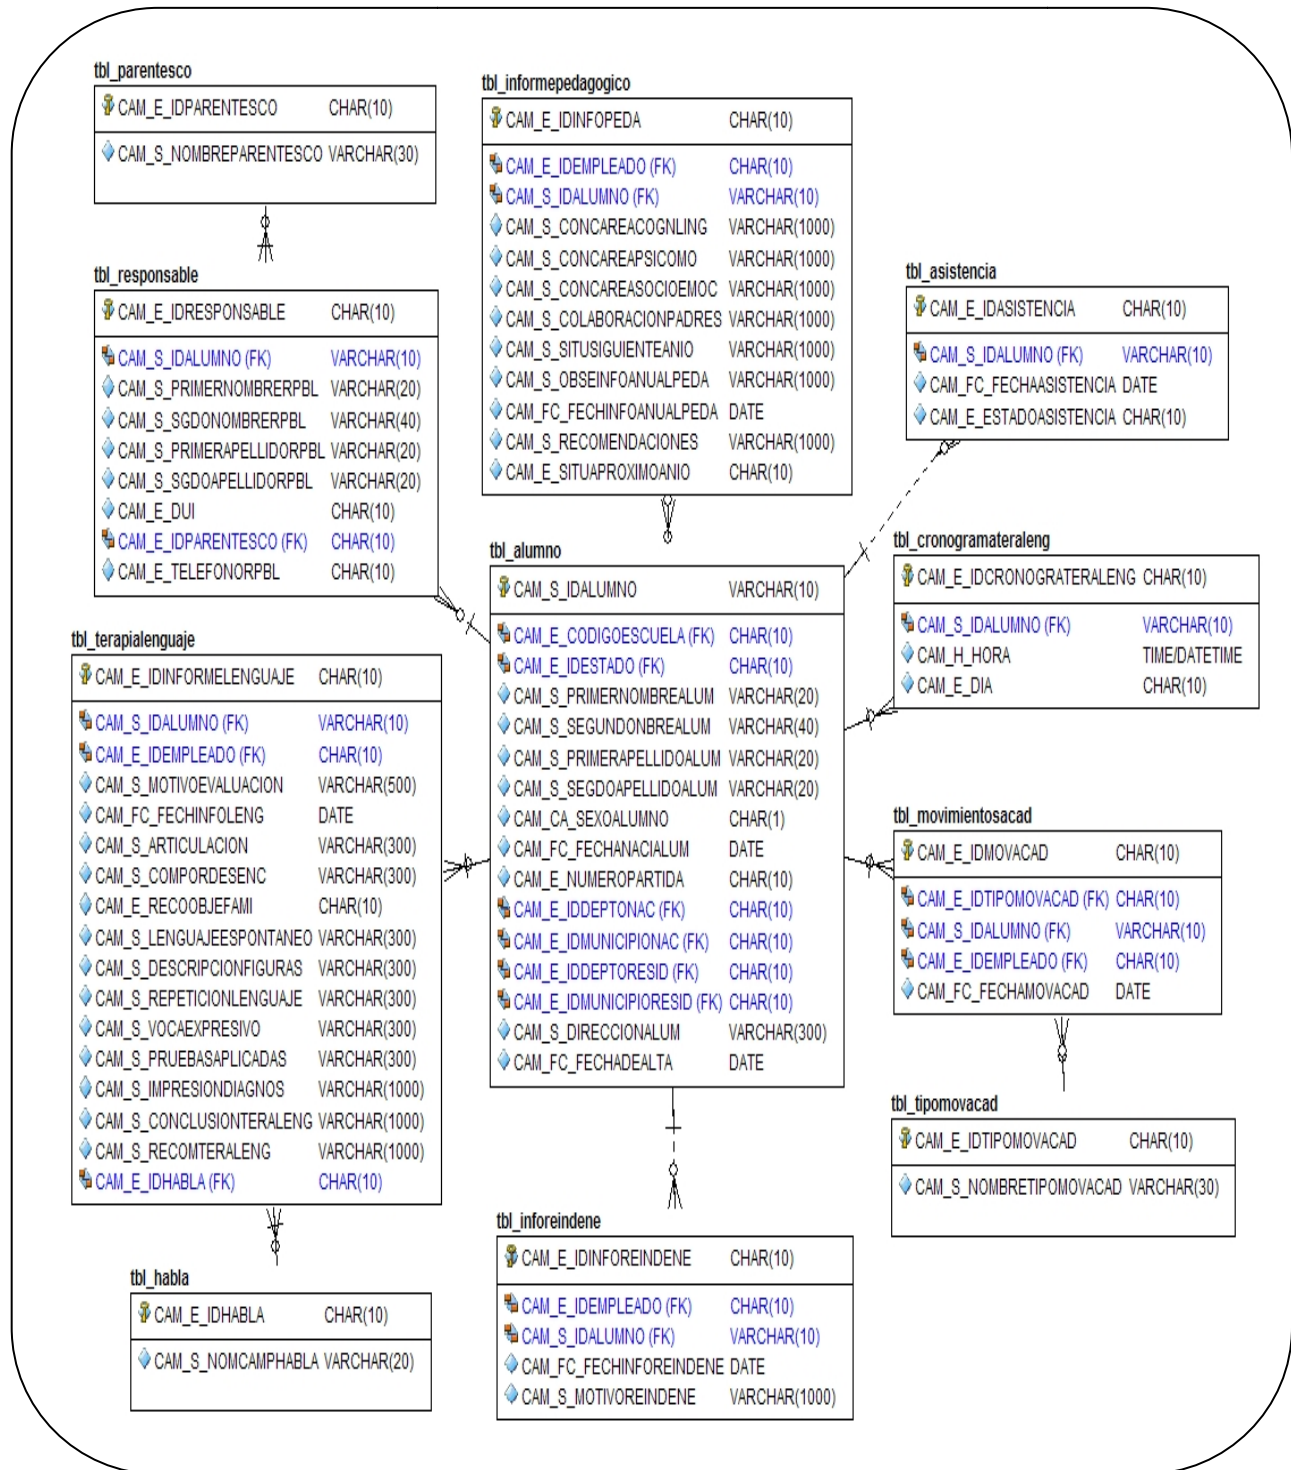 tbl_parentesco
CAM_E_IDPARENTESCO CHAR(10)
CAM_S_NOMBREPARENTESCO VARCHAR(30)
tbl_responsable
CAM_E_IDRESPONSABLE CHAR(10)
CAM_S_IDALUMNO (FK) VARCHAR(10)
CAM_S_PRIMERNOMBRERPBL VARCHAR(20)
CAM_S_SGDONOMBRERPBL VARCHAR(40)
CAM_S_PRIMERAPELLIDORPBL VARCHAR(20)
CAM_S_SGDOAPELLIDORPBL VARCHAR(20)
CAM_E_DUI CHAR(10)
CAM_E_IDPARENTESCO (FK) CHAR(10)
CAM_E_TELEFONORPBL CHAR(10)
tbl_terapialenguaje
CAM_E_IDINFORMELENGUAJE CHAR(10)
CAM_S_IDALUMNO (FK) VARCHAR(10)
CAM_E_IDEMPLEADO (FK) CHAR(10)
CAM_S_MOTIVOEVALUACION VARCHAR(500)
CAM_FC_FECHINFOLENG DATE
CAM_S_ARTICULACION VARCHAR(300)
CAM_S_COMPORDESENC VARCHAR(300)
CAM_E_RECOOBJEFAMI CHAR(10)
CAM_S_LENGUAJEESPONTANEO VARCHAR(300)
CAM_S_DESCRIPCIONFIGURAS VARCHAR(300)
CAM_S_REPETICIONLENGUAJE VARCHAR(300)
CAM_S_VOCAEXPRESIVO VARCHAR(300)
CAM_S_PRUEBASAPLICADAS VARCHAR(300)
CAM_S_IMPRESIONDIAGNOS VARCHAR(1000)
CAM_S_CONCLUSIONTERALENG VARCHAR(1000)
CAM_S_RECOMTERALENG VARCHAR(1000)
CAM_E_IDHABLA (FK) CHAR(10)
tbl_habla
CAM_E_IDHABLA CHAR(10)
CAM_S_NOMCAMPHABLA VARCHAR(20)
tbl_informepedagogico
CAM_E_IDINFOPEDA CHAR(10)
CAM_E_IDEMPLEADO (FK) CHAR(10)
CAM_S_IDALUMNO (FK) VARCHAR(10)
CAM_S_CONCAREACOGNLING VARCHAR(1000)
CAM_S_CONCAREAPSICOMO VARCHAR(1000)
CAM_S_CONCAREASOCIOEMOC VARCHAR(1000)
CAM_S_COLABORACIONPADRES VARCHAR(1000)
CAM_S_SITUSIGUIENTEANIO VARCHAR(1000)
CAM_S_OBSEINFOANUALPEDA VARCHAR(1000)
CAM_FC_FECHINFOANUALPEDA DATE
CAM_S_RECOMENDACIONES VARCHAR(1000)
CAM_E_SITUAPROXIMOANIO CHAR(10)
tbl_alumno
CAM_S_IDALUMNO VARCHAR(10)
CAM_E_CODIGOESCUELA (FK) CHAR(10)
CAM_E_IDESTADO (FK) CHAR(10)
CAM_S_PRIMERNOMBREALUM VARCHAR(20)
CAM_S_SEGUNDONBREALUM VARCHAR(40)
CAM_S_PRIMERAPELLIDOALUM VARCHAR(20)
CAM_S_SEGDOAPELLIDOALUM VARCHAR(20)
CAM_CA_SEXOALUMNO CHAR(1)
CAM_FC_FECHANACIALUM DATE
CAM_E_NUMEROPARTIDA CHAR(10)
CAM_E_IDDEPTONAC (FK) CHAR(10)
CAM_E_IDMUNICIPIONAC (FK) CHAR(10)
CAM_E_IDDEPTORESID (FK) CHAR(10)
CAM_E_IDMUNICIPIORESID (FK) CHAR(10)
CAM_S_DIRECCIONALUM VARCHAR(300)
CAM_FC_FECHADEALTA DATE
tbl_inforeindene
CAM_E_IDINFOREINDENE CHAR(10)
CAM_E_IDEMPLEADO (FK) CHAR(10)
CAM_S_IDALUMNO (FK) VARCHAR(10)
CAM_FC_FECHINFOREINDENE DATE
CAM_S_MOTIVOREINDENE VARCHAR(1000)
tbl_asistencia
CAM_E_IDASISTENCIA CHAR(10)
CAM_S_IDALUMNO (FK) VARCHAR(10)
CAM_FC_FECHAASISTENCIA DATE
CAM_E_ESTADOASISTENCIA CHAR(10)
tbl_cronogramateraleng
CAM_E_IDCRONOGRATERALENG CHAR(10)
CAM_S_IDALUMNO (FK) VARCHAR(10)
CAM_H_HORA TIME/DATETIME
CAM_E_DIA CHAR(10)
tbl_movimientosacad
CAM_E_IDMOVACAD CHAR(10)
CAM_E_IDTIPOMOVACAD (FK) CHAR(10)
CAM_S_IDALUMNO (FK) VARCHAR(10)
CAM_E_IDEMPLEADO (FK) CHAR(10)
CAM_FC_FECHAMOVACAD DATE
tbl_tipomovacad
CAM_E_IDTIPOMOVACAD CHAR(10)
CAM_S_NOMBRETIPOMOVACAD VARCHAR(30)